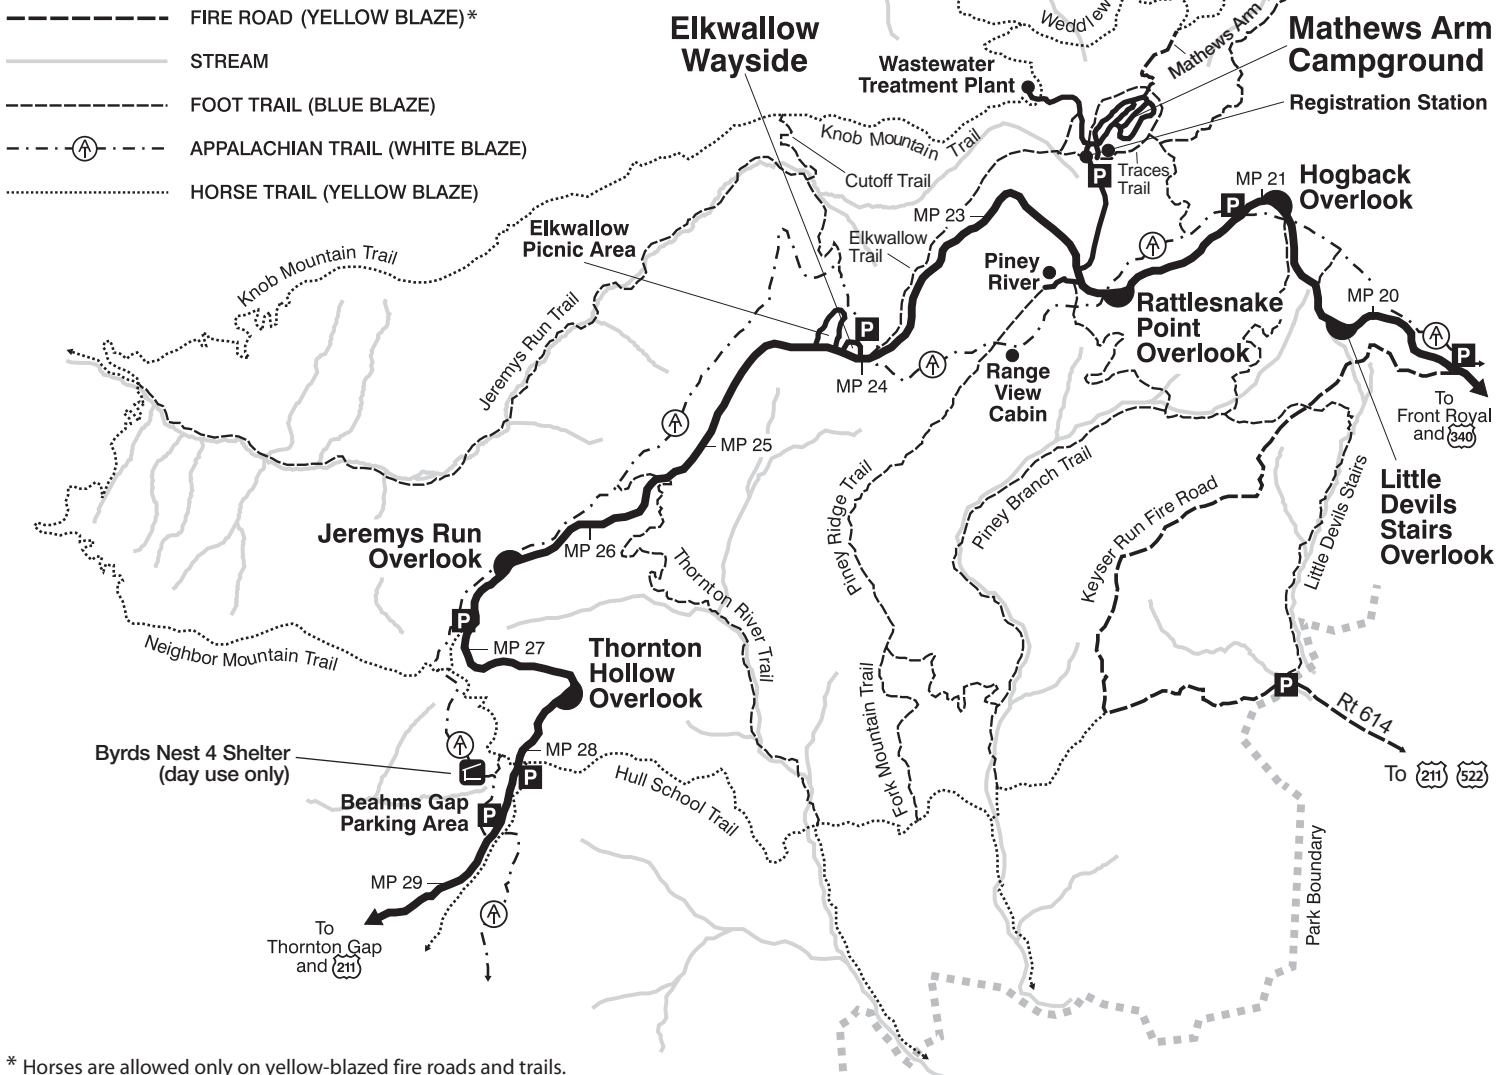 FIRE ROAD (YELLOW BLAZE)*
STREAM
FOOT TRAIL (BLUE BLAZE)
APPALACHIAN TRAIL (WHITE BLAZE)
HORSE TRAIL (YELLOW BLAZE)
Elkwallow
Wayside
Weddlew
Mathews Arm
Mathews Arm
Campground
Wastewater
Treatment Plant
Registration Station
Knob Mountain Trail
Cutoff Trail
Traces
Trail
P
MP 21
P
Hogback
Overlook
MP 23
Elkwallow
Trail
Elkwallow
Picnic Area
Knob Mountain Trail
Piney
River
Rattlesnake
Point
Overlook
MP 20
P
P
Jeremys Run Trail
MP 24
Range
View
Cabin
To
Front Royal
and 340
MP 25
Little
Devils
Stairs
Overlook
Piney Ridge Trail
Piney Branch Trail
Keyser Run Fire Road
Little Devils Stairs
Jeremys Run
Overlook
MP 26
Thornton River Trail
P
MP 27
Neighbor Mountain Trail
Thornton
Hollow
Overlook
Fork Mountain Trail
P
Rt 614
To 211 522
Byrds Nest 4 Shelter
(day use only)
MP 28
P
Hull School Trail
Beahms Gap
Parking Area
P
MP 29
Park Boundary
To
Thornton Gap
and 211
* Horses are allowed only on yellow-blazed fire roads and trails.